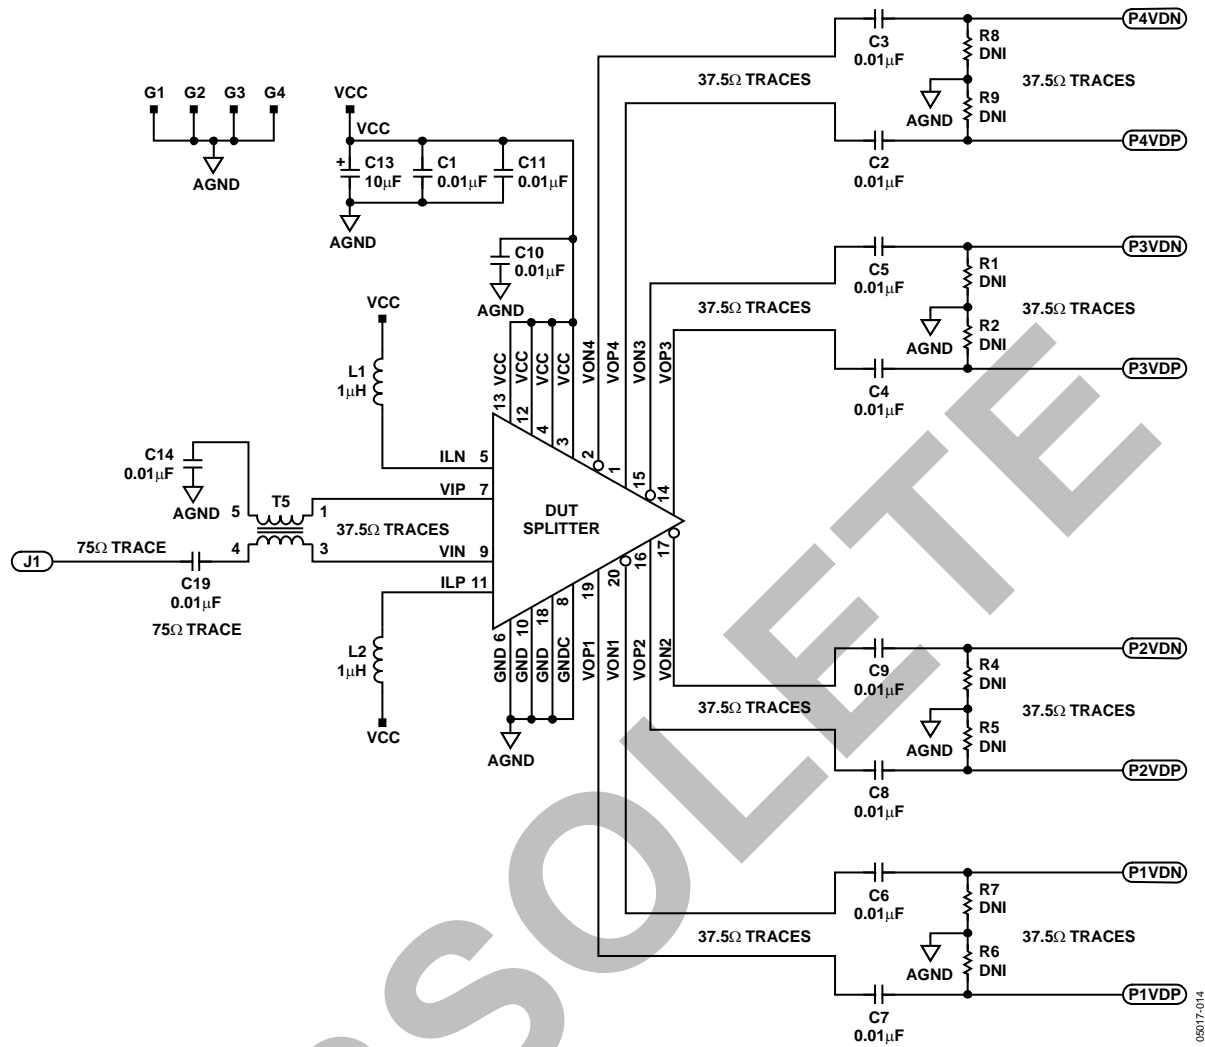 G1 G2 G3 G4
AGND
VCC
VCC
+ C13
10µF
C1
0.01µF
C11
0.01µF
AGND
C10
0.01µF
AGND
VCC
L1
1µH
C14
0.01µF
AGND
T5
5 1
4 3
37.5Ω TRACES
J1
75Ω TRACE
C19
0.01µF
75Ω TRACE
L2
1µH
VCC
ILN 5
VIP 7
VIN 9
ILP 11
DUT
SPLITTER
13 VCC
12 VCC
4 VCC
3 VCC
2 VON4
1 VOP4
15 VON3
14 VOP3
GND 6
GND 10
GND 18
GNDC 8
VOP1 19
VON1 20
VOP2 16
VON2 17
AGND
C3
0.01µF
37.5Ω TRACES
C2
0.01µF
R8
DNI
AGND
R9
DNI
37.5Ω TRACES
P4VDN
P4VDP
C5
0.01µF
37.5Ω TRACES
C4
0.01µF
R1
DNI
AGND
R2
DNI
37.5Ω TRACES
P3VDN
P3VDP
C9
0.01µF
37.5Ω TRACES
C8
0.01µF
R4
DNI
AGND
R5
DNI
37.5Ω TRACES
P2VDN
P2VDP
C6
0.01µF
37.5Ω TRACES
C7
0.01µF
R7
DNI
AGND
R6
DNI
37.5Ω TRACES
P1VDN
P1VDP
05017-014
OBSOLETE